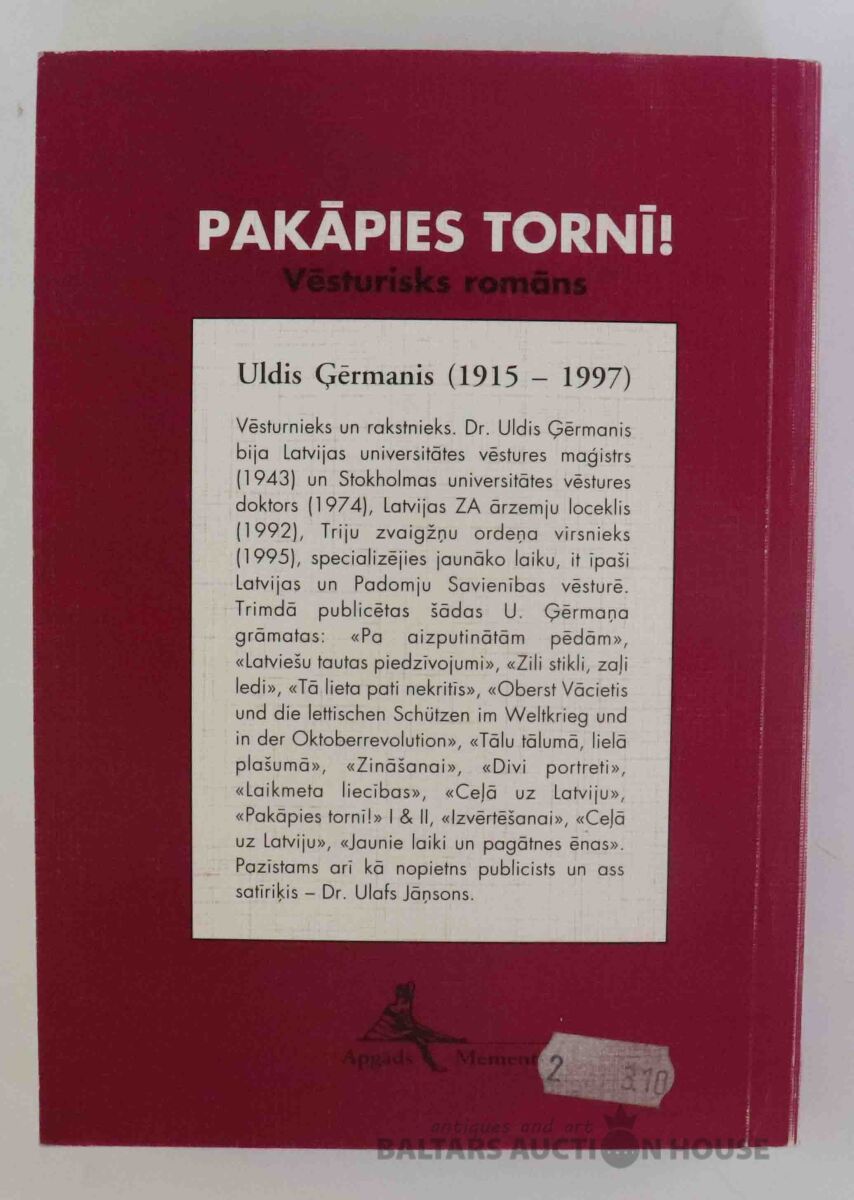 PAKĀPIES TORNĪ!
Vēsturisks romāns
Uldis Ģērmanis (1915 – 1997)
Vēsturnieks un rakstnieks. Dr. Uldis Ģērmanis
bija Latvijas universitātes vēstures maģistrs
(1943) un Stokholmas universitātes vēstures
doktors (1974), Latvijas ZA ārzemju loceklis
(1992), Triju zvaigžņu ordeņa virsnieks
(1995), specializējies jaunāko laiku, it īpaši
Latvijas un Padomju Savienības vēsturē.
Trimdā publicētas šādas U. Ģērmaņa
grāmatas: «Pa aizputinātām pēdām»,
«Latviešu tautas piedzīvojumi», «Zili stikli, zaļi
ledi», «Tā lieta pati nekritīs», «Oberst Vācietis
und die lettischen Schützen im Weltkrieg und
in der Oktoberrevolution», «Tālu tālumā, lielā
plašumā», «Zināšanai», «Divi portreti»,
«Laikmeta liecības», «Ceļā uz Latviju»,
«Pakāpies tornī!» I & II, «Izvērtēšanai», «Ceļā
uz Latviju», «Jaunie laiki un pagātnes ēnas».
Pazīstams arī kā nopietns publicists un ass
satīriķis – Dr. Ulafs Jāņsons.
Apgāds Mement
2 3.10
antiques and art
BALTARS AUCTION HOUSE